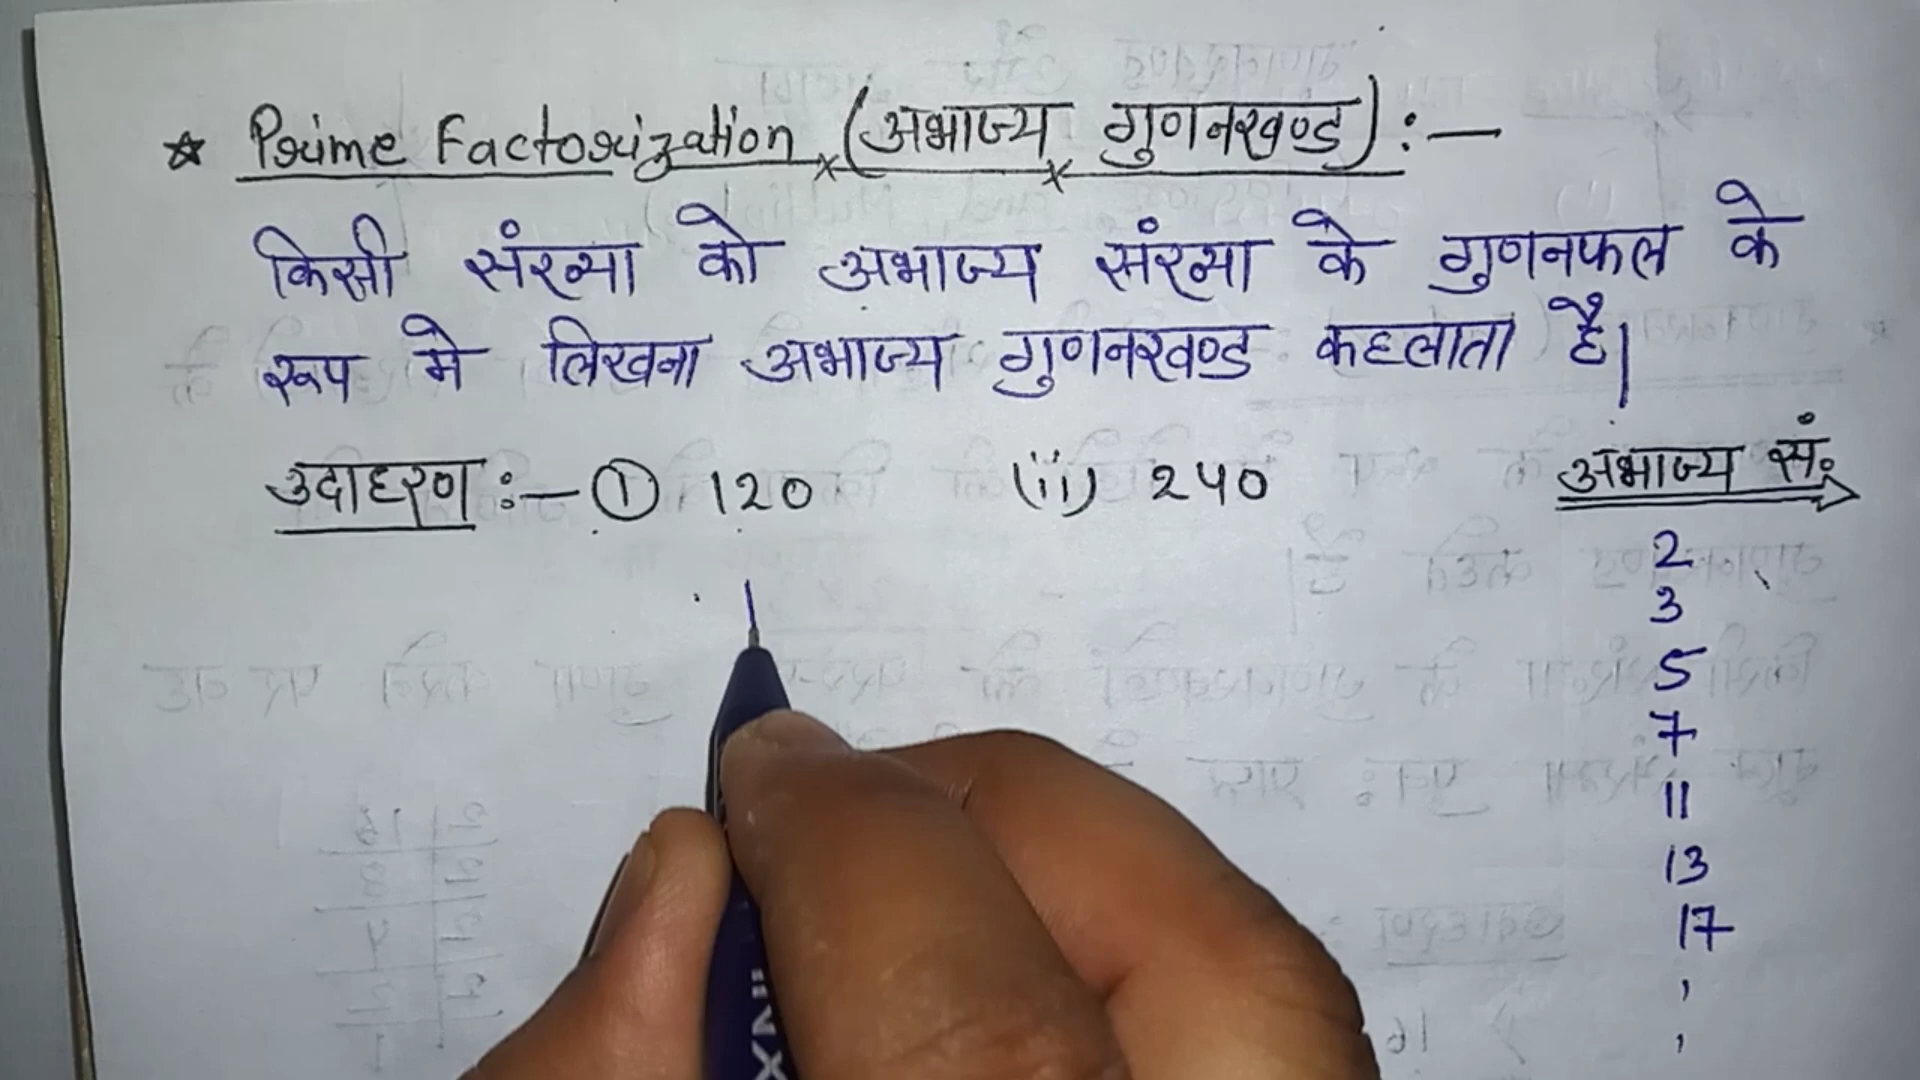 ☆ Prime Factorization (अभाज्य गुणनखण्ड) :—
किसी संख्या को अभाज्य संख्या के गुणनफल के
रूप मे लिखना अभाज्य गुणनखण्ड कहलाता है।
उदाहरण :— ① 120 (ii) 240
अभाज्य सं.
2
3
5
7
11
13
17
,
,